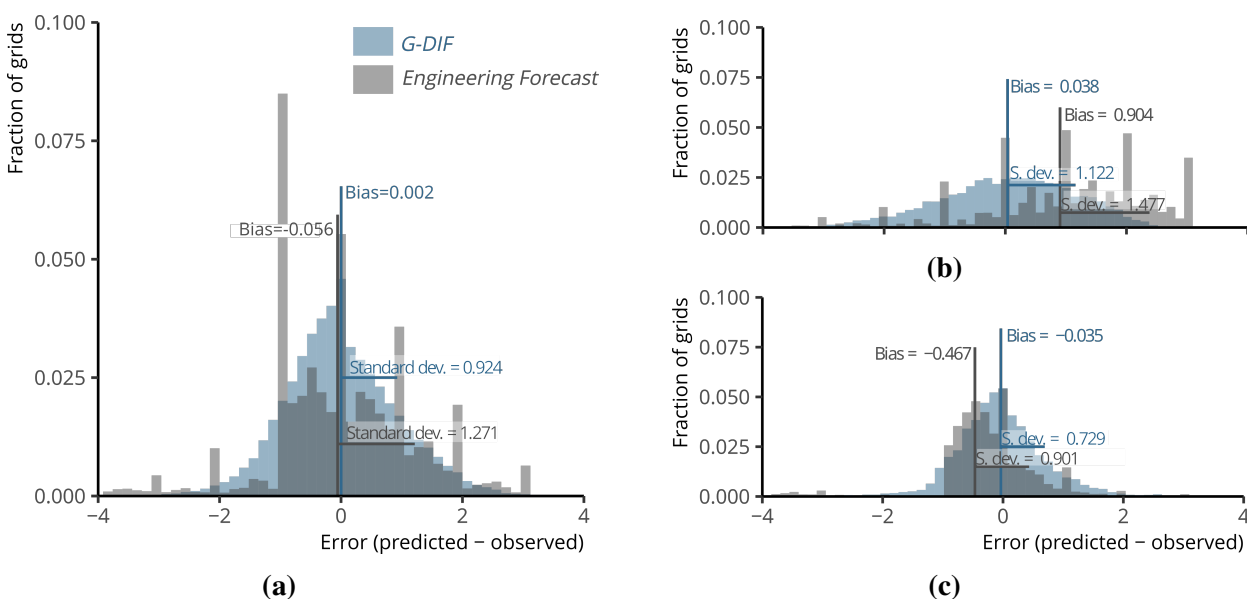 Fraction of grids
0.100
0.075
0.050
0.025
0.000
G-DIF
Engineering Forecast
Bias=0.002
Bias=-0.056
Standard dev. = 0.924
Standard dev. = 1.271
−4
−2
0
2
4
Error (predicted − observed)
(a)
Fraction of grids
0.100
0.075
0.050
0.025
0.000
Bias = 0.038
Bias = 0.904
S. dev. = 1.122
S. dev. = 1.477
(b)
Fraction of grids
0.100
0.075
0.050
0.025
0.000
Bias = −0.035
Bias = −0.467
S. dev. = 0.729
S. dev. = 0.901
−4
−2
0
2
4
Error (predicted − observed)
(c)